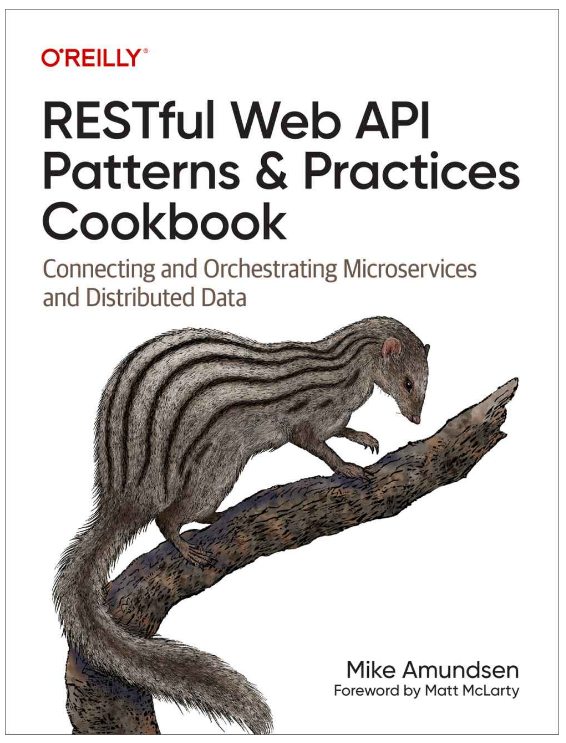 O'REILLY®
RESTful Web API
Patterns & Practices
Cookbook
Connecting and Orchestrating Microservices
and Distributed Data
Mike Amundsen
Foreword by Matt McLarty